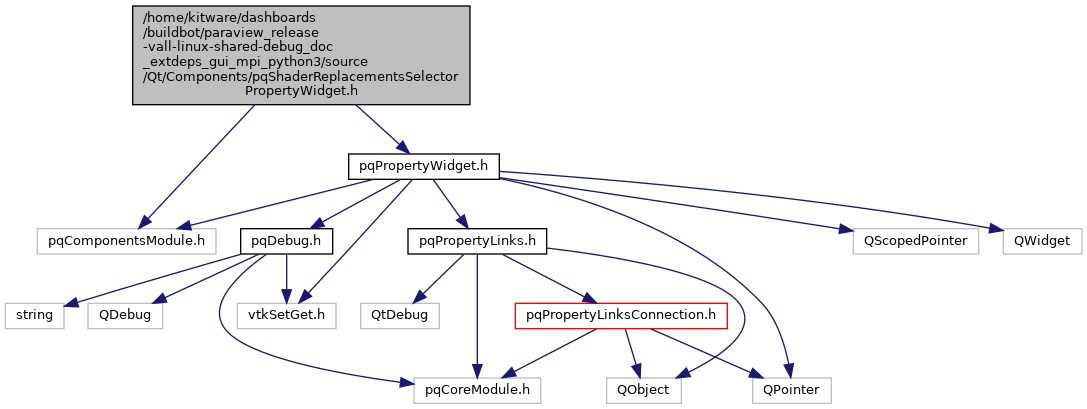 /home/kitware/dashboards
/buildbot/paraview_release
-vall-linux-shared-debug_doc
_extdeps_gui_mpi_python3/source
/Qt/Components/pqShaderReplacementsSelector
PropertyWidget.h
pqPropertyWidget.h
pqComponentsModule.h
pqDebug.h
pqPropertyLinks.h
QScopedPointer
QWidget
string
QDebug
vtkSetGet.h
QtDebug
pqPropertyLinksConnection.h
pqCoreModule.h
QObject
QPointer